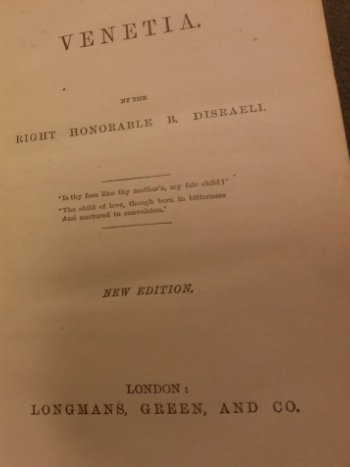 VENETIA.
BY THE
RIGHT HONORABLE B. DISRAELI.
'Is thy face like thy mother's, my fair child?'
'The child of love, though born in bitterness
And nurtured in convulsion.'
NEW EDITION.
LONDON:
LONGMANS, GREEN, AND CO.